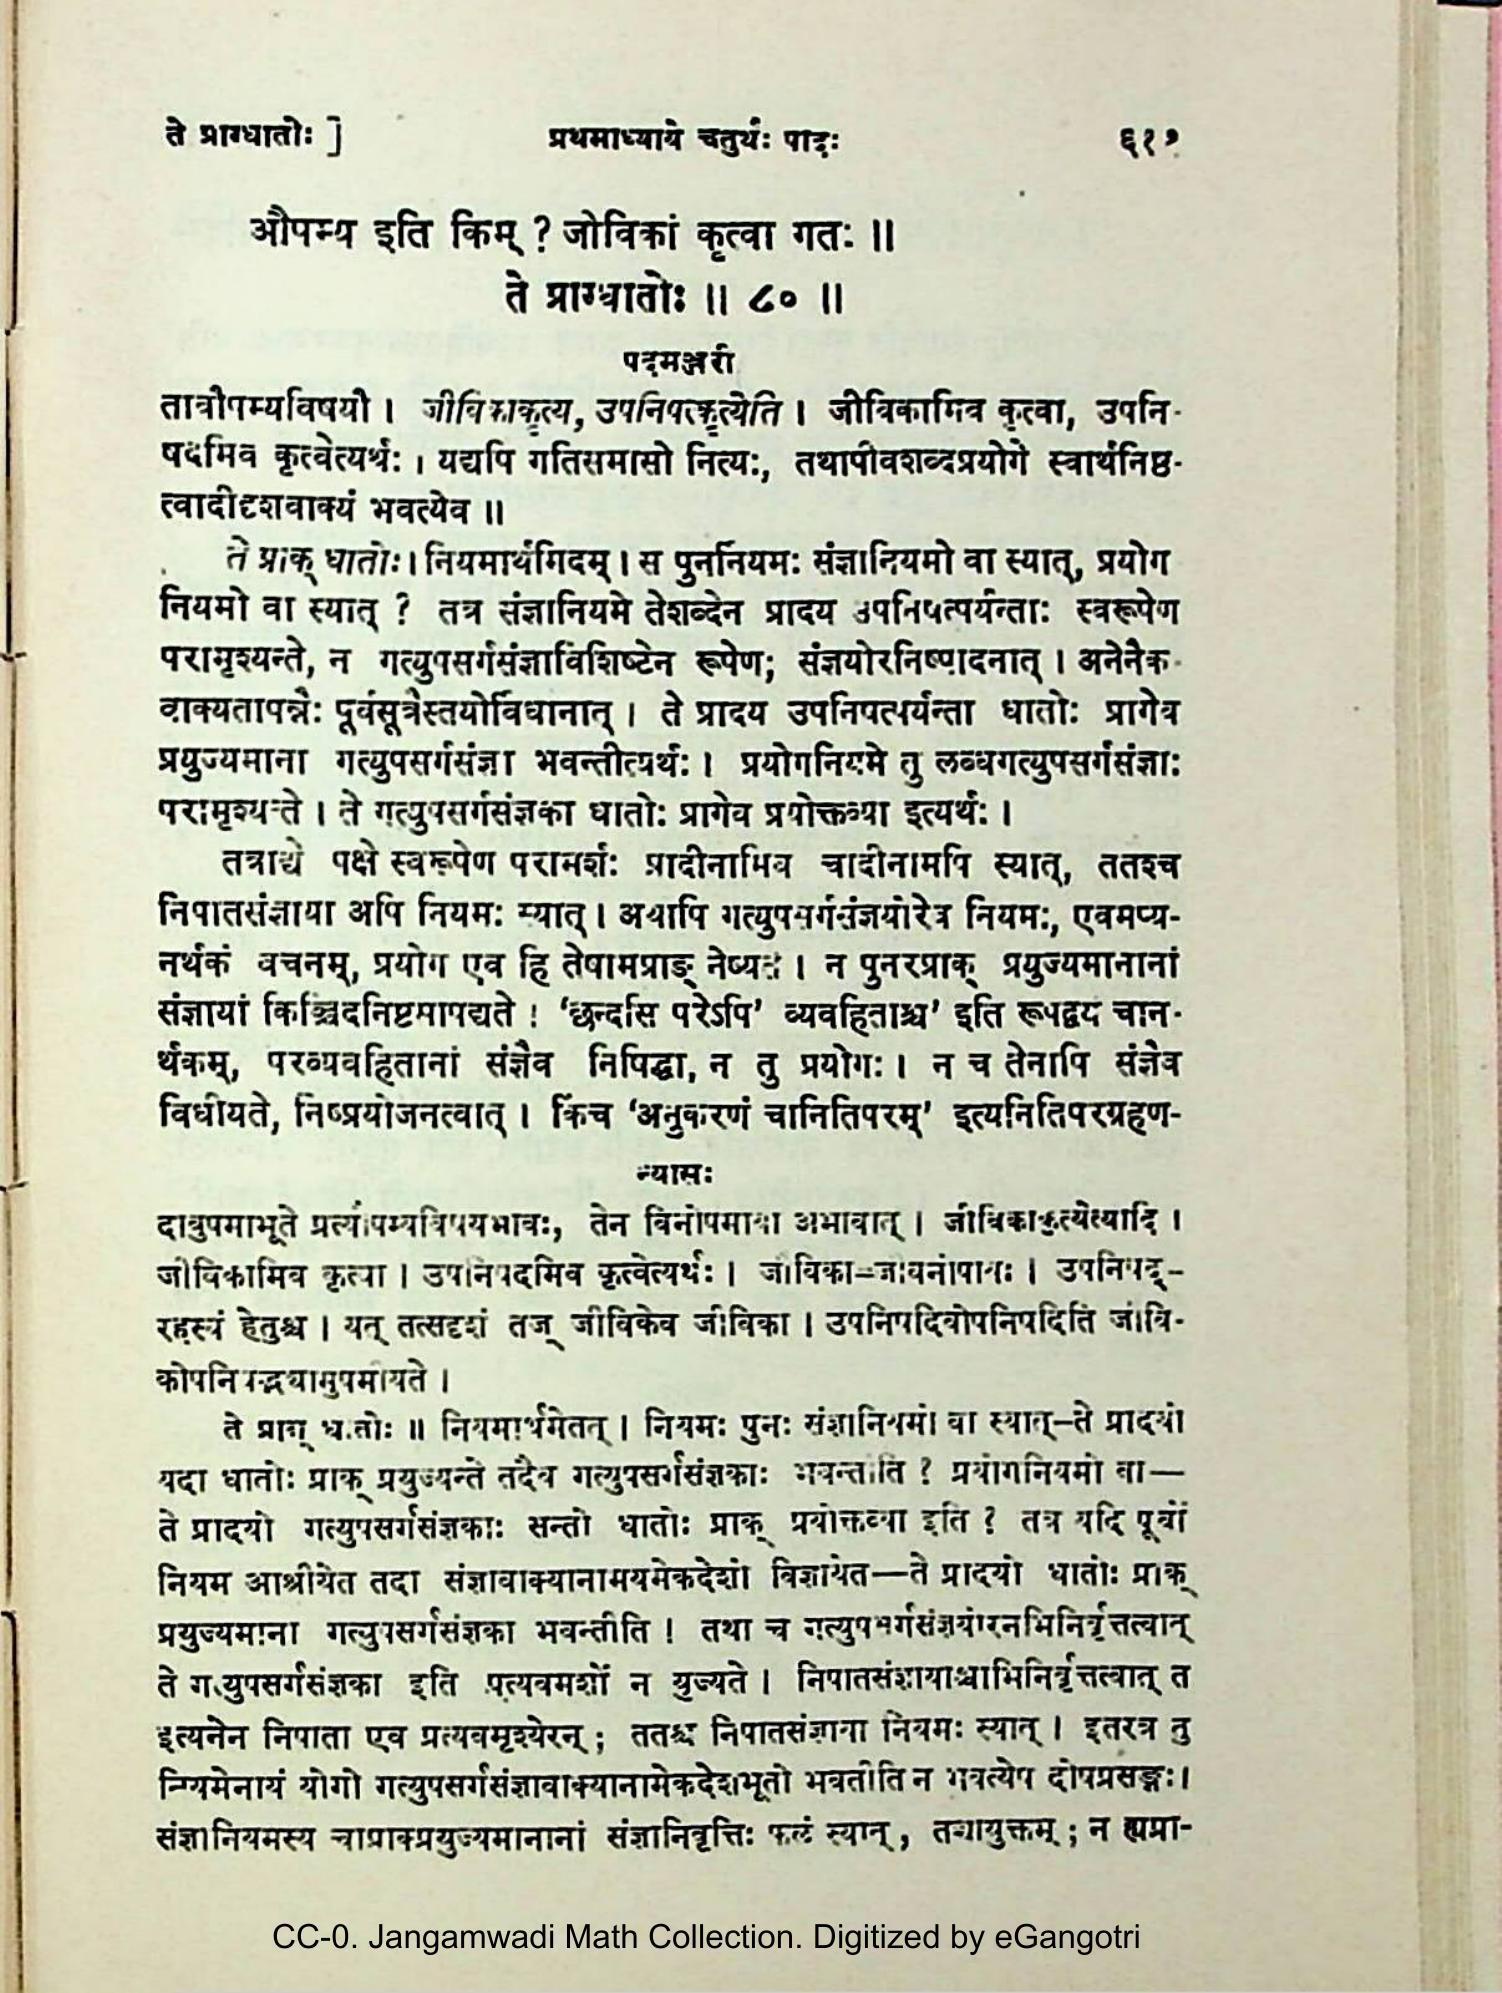 ते प्राग्धातोः ] प्रथमाध्याये चतुर्थः पादः ६१७
औपम्य इति किम् ? जीविकां कृत्वा गतः ॥
ते प्राग्धातोः ॥ ८० ॥
पदमञ्जरी
तावौपम्यविषयौ । जीविकाकृत्य, उपनिषत्कृत्येति । जीविकामिव कृत्वा, उपनि-
षदमिव कृत्वेत्यर्थः । यद्यपि गतिसमासो नित्यः, तथापीवशब्दप्रयोगे स्वार्थनिष्ठ-
त्वादीदृशवाक्यं भवत्येव ॥
ते प्राक् धातोः । नियमार्थमिदम् । स पुनर्नियमः संज्ञानियमो वा स्यात्, प्रयोग
नियमो वा स्यात् ? तत्र संज्ञानियमे तेशब्देन प्रादय उपनिषत्पर्यन्ताः स्वरूपेण
परामृश्यन्ते, न गत्युपसर्गसंज्ञाविशिष्टेन रूपेण; संज्ञयोरनिष्पादनात् । अनेनैक-
वाक्यतापन्नैः पूर्वसूत्रैस्तयोर्विधानात् । ते प्रादय उपनिषत्पर्यन्ता धातोः प्रागेव
प्रयुज्यमाना गत्युपसर्गसंज्ञा भवन्तीत्यर्थः । प्रयोगनियमे तु लब्धगत्युपसर्गसंज्ञाः
परामृश्यन्ते । ते गत्युपसर्गसंज्ञका धातोः प्रागेव प्रयोक्तव्या इत्यर्थः ।
तत्राद्ये पक्षे स्वरूपेण परामर्शः प्रादीनामिव चादीनामपि स्यात्, ततश्च
निपातसंज्ञाया अपि नियमः स्यात् । अथापि गत्युपसर्गसंज्ञयोरेव नियमः, एवमप्य-
नर्थकं वचनम्, प्रयोग एव हि तेषामप्राङ् नेष्यते । न पुनरप्राक् प्रयुज्यमानानां
संज्ञायां किञ्चिदनिष्टमापद्यते ! ‘छन्दसि परेऽपि’ व्यवहिताश्च’ इति रूपद्वयं चान-
र्थकम्, परव्यवहितानां संज्ञैव निषिद्धा, न तु प्रयोगः । न च तेनापि संज्ञैव
विधीयते, निष्प्रयोजनत्वात् । किंच ‘अनुकरणं चानितिपरम्’ इत्यनितिपरग्रहण-
न्यासः
दावुपमाभूते प्रत्यौपम्यविषयभावः, तेन विनोपमाया अभावात् । जीविकाकृत्येत्यादि ।
जीविकामिव कृत्वा । उपनिषदमिव कृत्वेत्यर्थः । जीविका=जीवनोपायः । उपनिषद्-
रहस्यं हेतुश्च । यत् तत्सदृशं तज् जीविकेव जीविका । उपनिषदिवोपनिषदिति जीवि-
कोपनिषद्भ्यामुपमीयते ।
ते प्राग् धातोः ॥ नियमार्थमेतत् । नियमः पुनः संज्ञानियमो वा स्यात्–ते प्रादयो
यदा धातोः प्राक् प्रयुज्यन्ते तदैव गत्युपसर्गसंज्ञकाः भवन्तीति ? प्रयोगनियमो वा—
ते प्रादयो गत्युपसर्गसंज्ञकाः सन्तो धातोः प्राक् प्रयोक्तव्या इति ? तत्र यदि पूर्वो
नियम आश्रीयेत तदा संज्ञावाक्यानामयमेकदेशो विज्ञायेत—ते प्रादयो धातोः प्राक्
प्रयुज्यमाना गत्युपसर्गसंज्ञका भवन्तीति ! तथा च गत्युपसर्गसंज्ञयोरनभिनिर्वृत्तत्वान्
ते गत्युपसर्गसंज्ञका इति प्रत्यवमर्शो न युज्यते । निपातसंज्ञायाश्चाभिनिर्वृत्तत्वात् त
इत्यनेन निपाता एव प्रत्यवमृश्येरन् ; ततश्च निपातसंज्ञाया नियमः स्यात् । इतरत्र तु
नियमेनायं योगो गत्युपसर्गसंज्ञावाक्यानामेकदेशभूतो भवतीति न भवत्येष दोषप्रसङ्गः ।
संज्ञानियमस्य चाप्राक्प्रयुज्यमानानां संज्ञानिवृत्तिः फलं स्यात् , तच्चायुक्तम् ; न ह्यप्रा-
CC-0. Jangamwadi Math Collection. Digitized by eGangotri